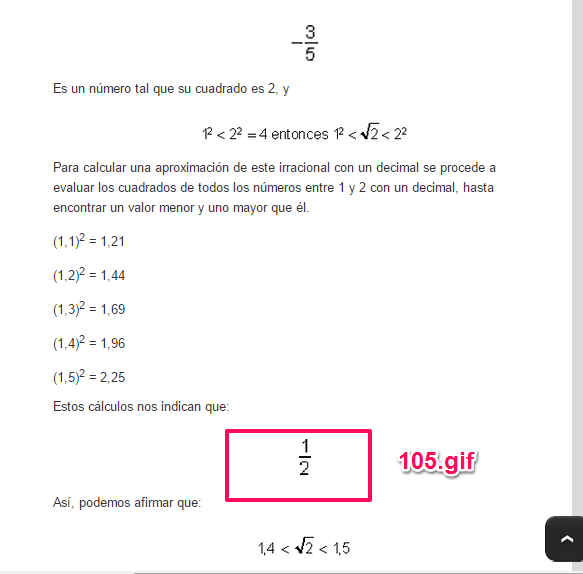 −3/5
Es un número tal que su cuadrado es 2, y
1² < 2² = 4 entonces 1² < √2 < 2²
Para calcular una aproximación de este irracional con un decimal se procede a
evaluar los cuadrados de todos los números entre 1 y 2 con un decimal, hasta
encontrar un valor menor y uno mayor que él.
(1,1)² = 1,21
(1,2)² = 1,44
(1,3)² = 1,69
(1,4)² = 1,96
(1,5)² = 2,25
Estos cálculos nos indican que:
1/2
105.gif
Así, podemos afirmar que:
1,4 < √2 < 1,5